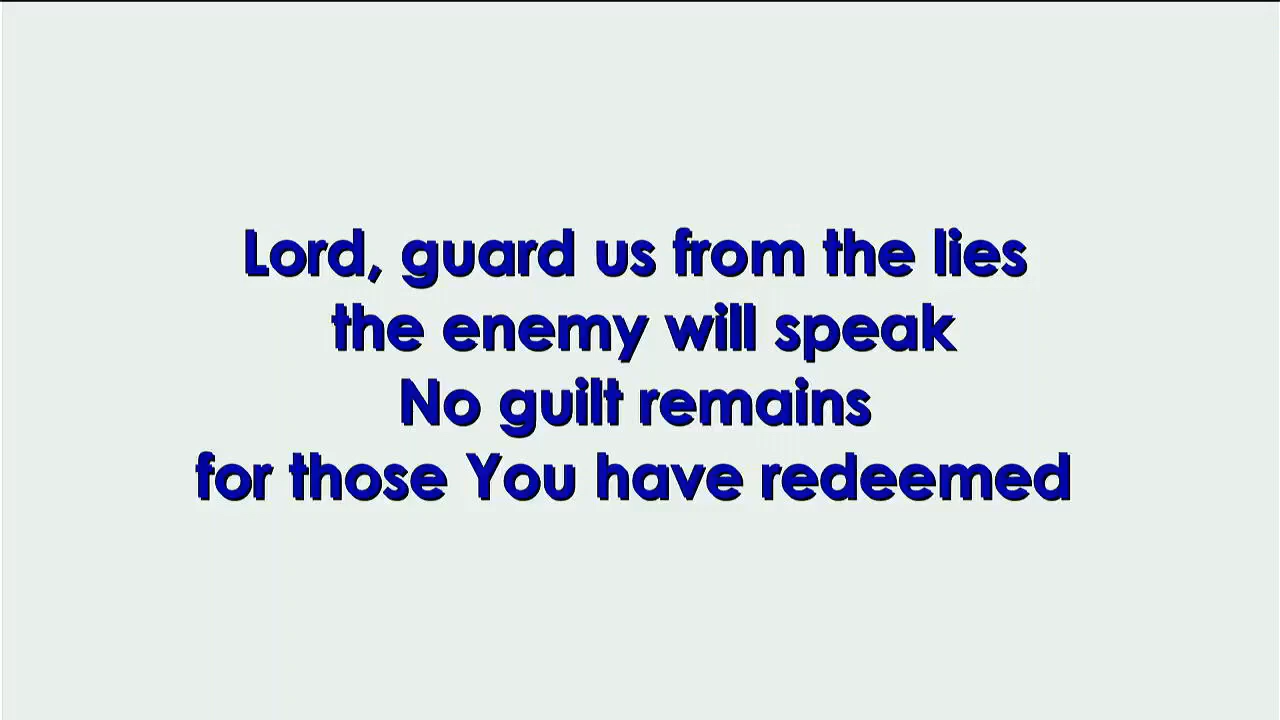 Lord, guard us from the lies
the enemy will speak
No guilt remains
for those You have redeemed